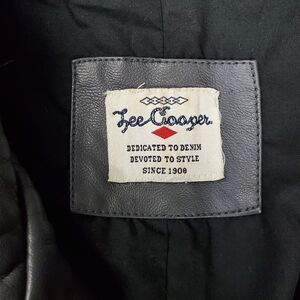 Lee Cooper
DEDICATED TO DENIM
DEVOTED TO STYLE
SINCE 1908